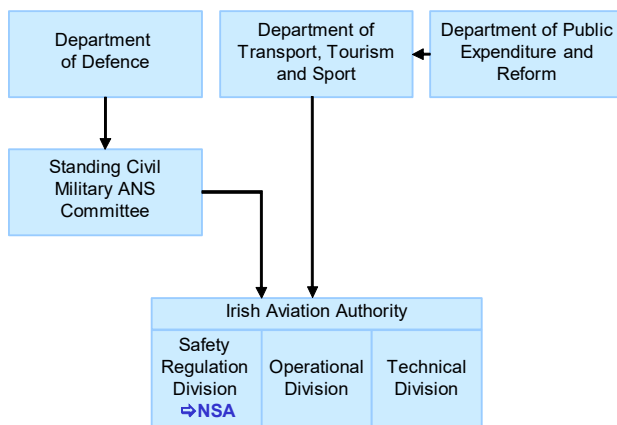 Department
of Defence
Department of
Transport, Tourism
and Sport
Department of Public
Expenditure and
Reform
Standing Civil
Military ANS
Committee
Irish Aviation Authority
Safety
Regulation
Division
⇨NSA
Operational
Division
Technical
Division